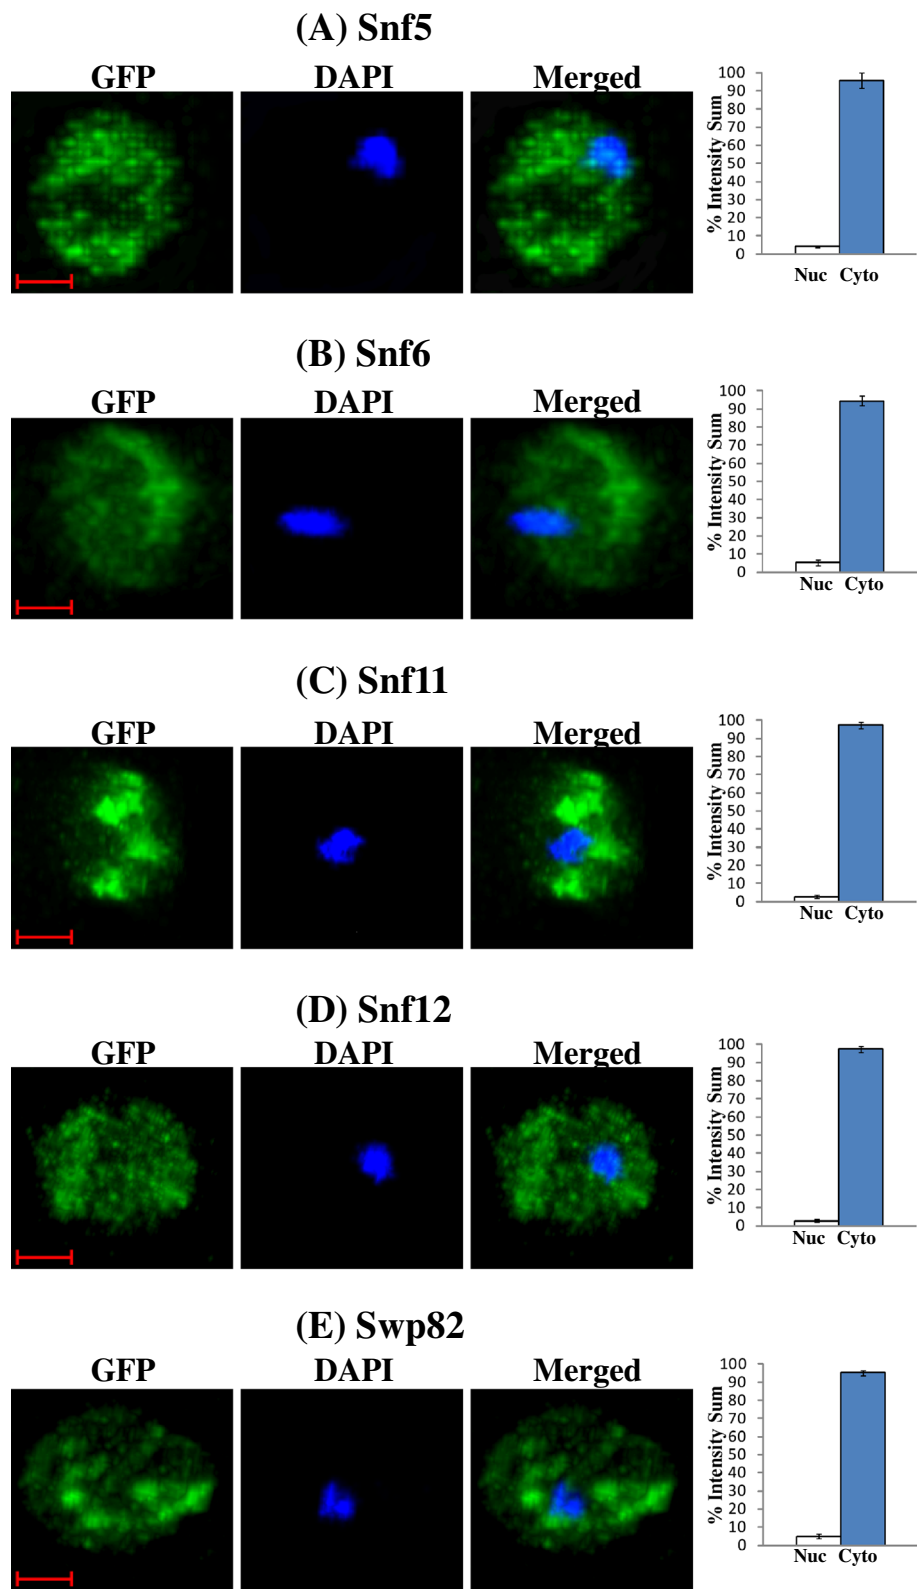 (A) Snf5
GFP DAPI Merged
% Intensity Sum
100
90
80
70
60
50
40
30
20
10
0
Nuc Cyto
(B) Snf6
GFP DAPI Merged
% Intensity Sum
100
90
80
70
60
50
40
30
20
10
0
Nuc Cyto
(C) Snf11
GFP DAPI Merged
% Intensity Sum
100
90
80
70
60
50
40
30
20
10
0
Nuc Cyto
(D) Snf12
GFP DAPI Merged
% Intensity Sum
100
90
80
70
60
50
40
30
20
10
0
Nuc Cyto
(E) Swp82
GFP DAPI Merged
% Intensity Sum
100
90
80
70
60
50
40
30
20
10
0
Nuc Cyto